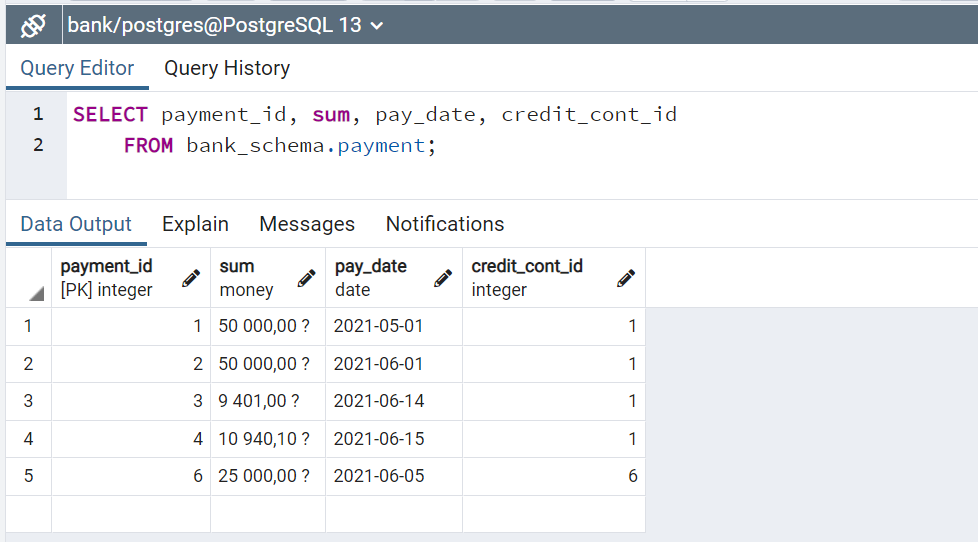 bank/postgres@PostgreSQL 13
Query Editor Query History
1 SELECT payment_id, sum, pay_date, credit_cont_id
2 FROM bank_schema.payment;
Data Output Explain Messages Notifications
payment_id sum pay_date credit_cont_id
[PK] integer money date integer
1 1 50 000,00 ? 2021-05-01 1
2 2 50 000,00 ? 2021-06-01 1
3 3 9 401,00 ? 2021-06-14 1
4 4 10 940,10 ? 2021-06-15 1
5 6 25 000,00 ? 2021-06-05 6